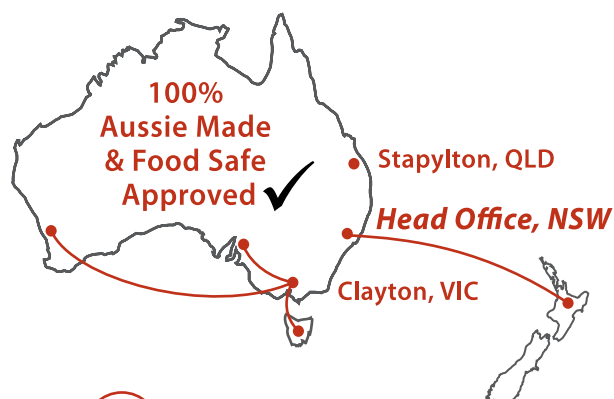 100%
Aussie Made
& Food Safe
Approved
Stapylton, QLD
Head Office, NSW
Clayton, VIC